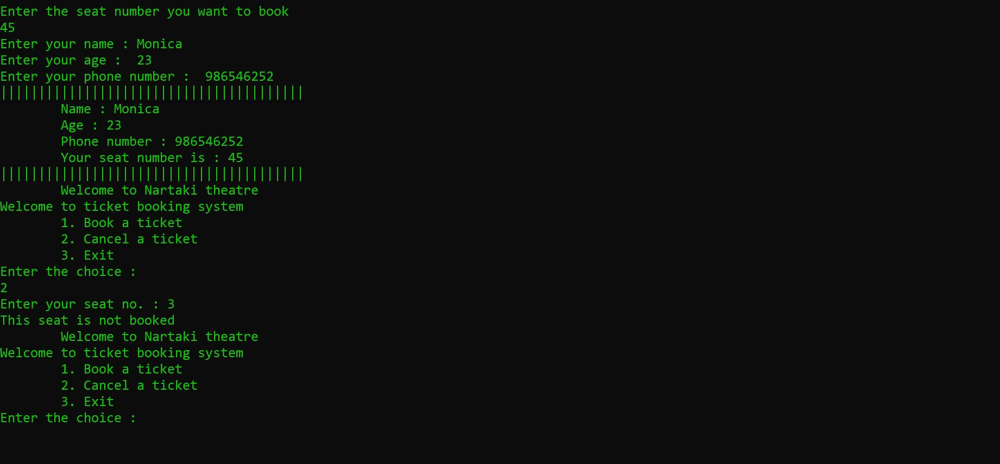 Enter the seat number you want to book
45
Enter your name : Monica
Enter your age :  23
Enter your phone number :  986546252
||||||||||||||||||||||||||||||||||||||||
        Name : Monica
        Age : 23
        Phone number : 986546252
        Your seat number is : 45
||||||||||||||||||||||||||||||||||||||||
        Welcome to Nartaki theatre
Welcome to ticket booking system
        1. Book a ticket
        2. Cancel a ticket
        3. Exit
Enter the choice :
2
Enter your seat no. : 3
This seat is not booked
        Welcome to Nartaki theatre
Welcome to ticket booking system
        1. Book a ticket
        2. Cancel a ticket
        3. Exit
Enter the choice :